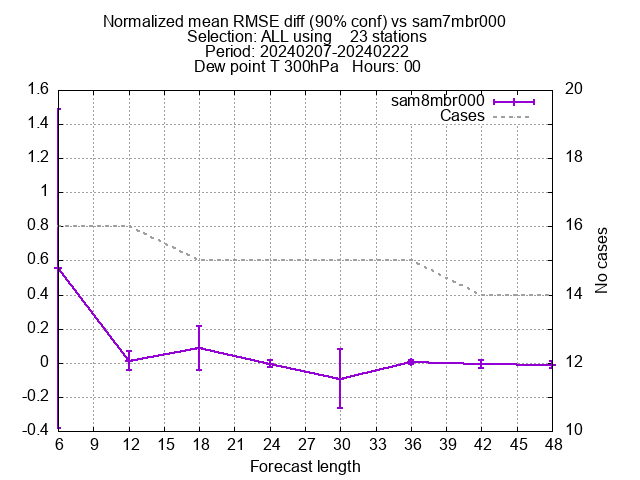 Normalized mean RMSE diff (90% conf) vs sam7mbr000
Selection: ALL using    23 stations
Period: 20240207-20240222
Dew point T 300hPa   Hours: 00
sam8mbr000
Cases
1.6
1.4
1.2
1
0.8
0.6
0.4
0.2
0
-0.2
-0.4
20
18
16
14
12
10
No cases
6 9 12 15 18 21 24 27 30 33 36 39 42 45 48
Forecast length